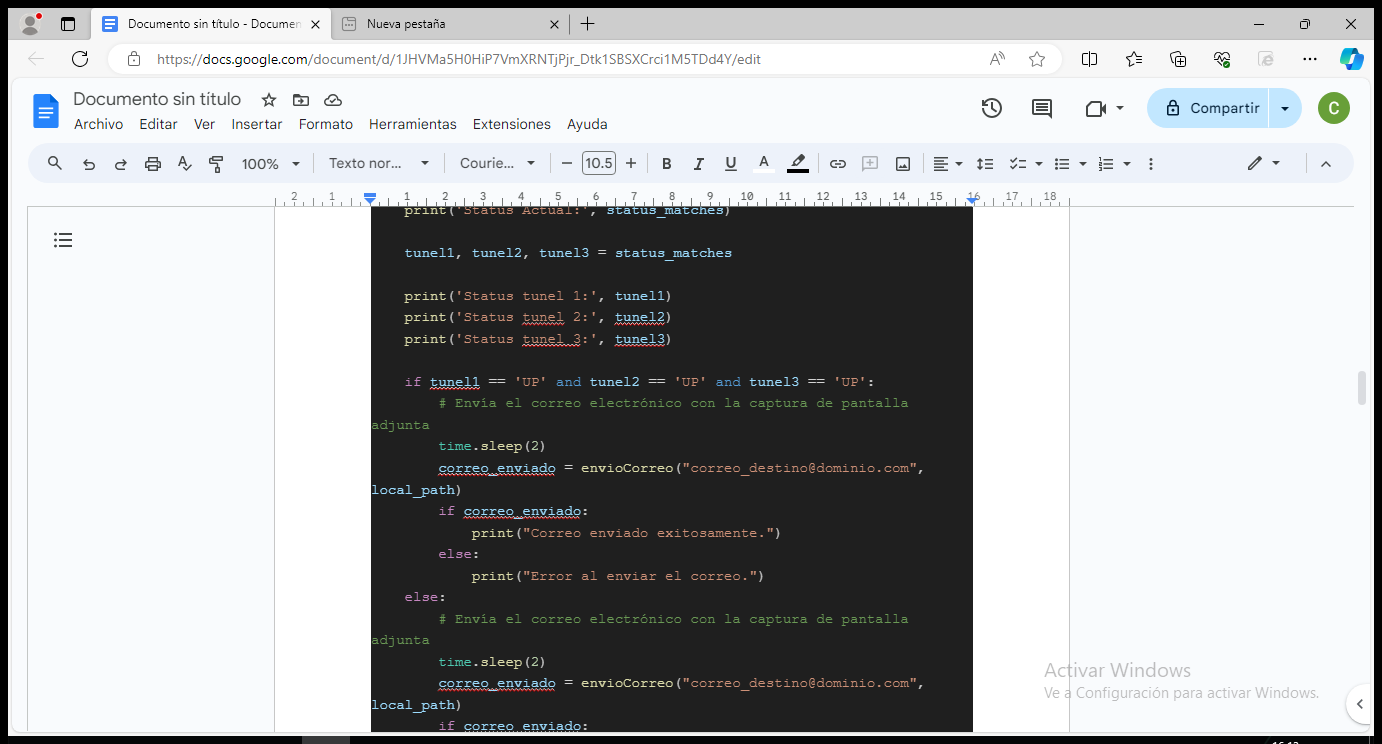 Documento sin título - Documen
Nueva pestaña
https://docs.google.com/document/d/1JHVMa5H0HiP7VmXRNTjPjr_Dtk1SBSXCrci1M5TDd4Y/edit
Documento sin título
Archivo Editar Ver Insertar Formato Herramientas Extensiones Ayuda
Compartir
C
100% Texto nor... Courie... 10.5 B I U A
2 1 1 2 3 4 5 6 7 8 9 10 11 12 13 14 15 16 17 18
print('Status Actual:', status_matches)
tunel1, tunel2, tunel3 = status_matches
print('Status tunel 1:', tunel1)
print('Status tunel 2:', tunel2)
print('Status tunel 3:', tunel3)
if tunel1 == 'UP' and tunel2 == 'UP' and tunel3 == 'UP':
# Envía el correo electrónico con la captura de pantalla
adjunta
time.sleep(2)
correo_enviado = envioCorreo("correo_destino@dominio.com",
local_path)
if correo_enviado:
print("Correo enviado exitosamente.")
else:
print("Error al enviar el correo.")
else:
# Envía el correo electrónico con la captura de pantalla
adjunta
time.sleep(2)
correo_enviado = envioCorreo("correo_destino@dominio.com",
local_path)
if correo_enviado:
Activar Windows
Ve a Configuración para activar Windows.